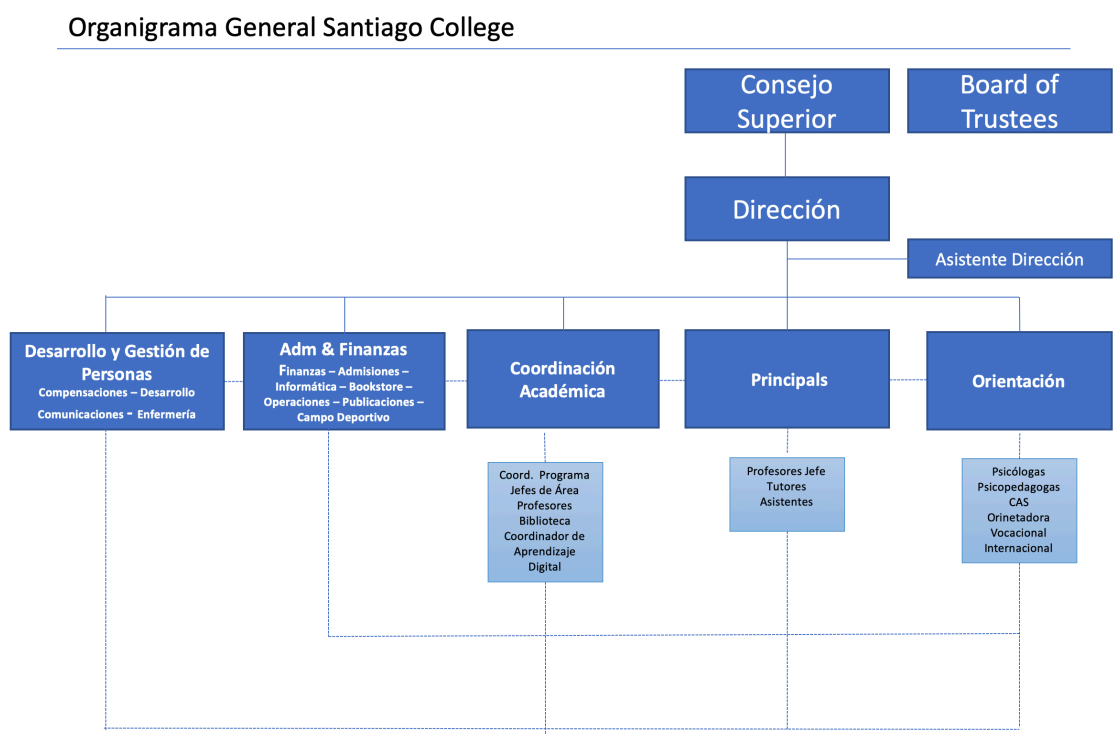 Organigrama General Santiago College
Consejo
Superior
Board of
Trustees
Dirección
Asistente Dirección
Desarrollo y Gestión de
Personas
Compensaciones – Desarrollo
Comunicaciones - Enfermería
Adm & Finanzas
Finanzas – Admisiones –
Informática – Bookstore –
Operaciones – Publicaciones –
Campo Deportivo
Coordinación
Académica
Principals
Orientación
Coord. Programa
Jefes de Área
Profesores
Biblioteca
Coordinador de
Aprendizaje
Digital
Profesores Jefe
Tutores
Asistentes
Psicólogas
Psicopedagogas
CAS
Orinetadora
Vocacional
Internacional